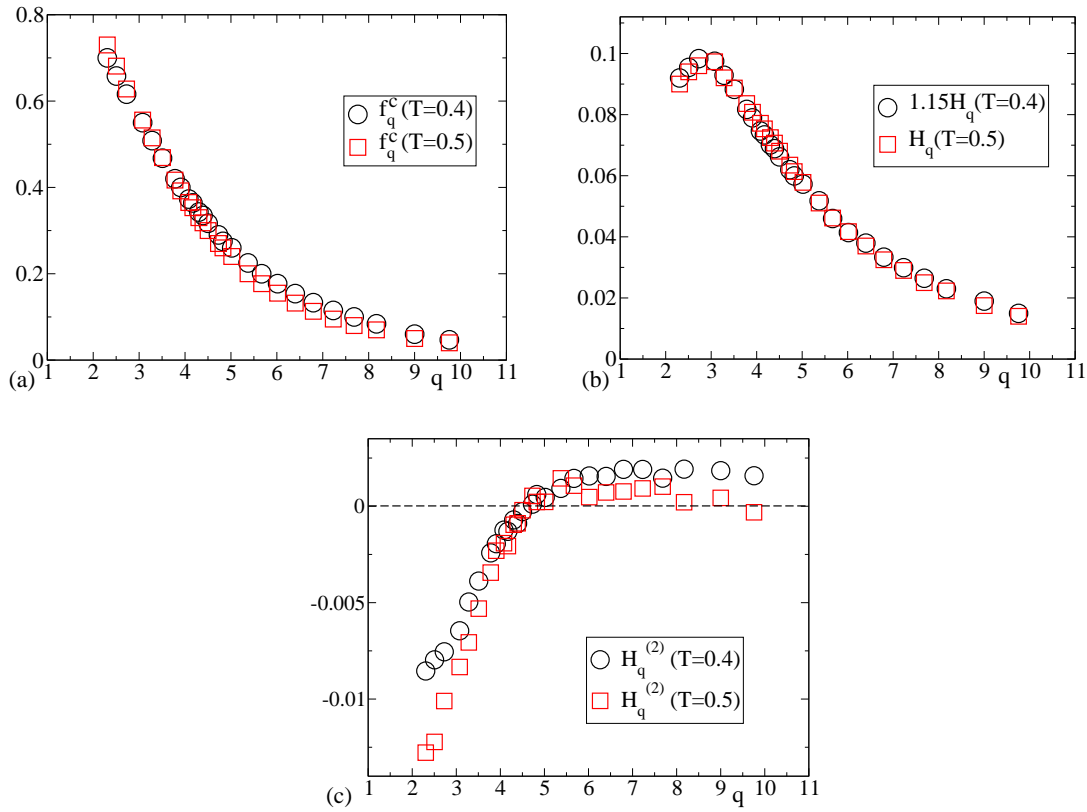 0.8
0.6
0.4
0.2
0
f_q^c (T=0.4)
f_q^c (T=0.5)
1 2 3 4 5 6 7 8 9 10 11
(a) q
0.1
0.08
0.06
0.04
0.02
0
1.15H_q (T=0.4)
H_q (T=0.5)
1 2 3 4 5 6 7 8 9 10 11
(b) q
0
-0.005
-0.01
H_q^(2) (T=0.4)
H_q^(2) (T=0.5)
1 2 3 4 5 6 7 8 9 10 11
(c) q